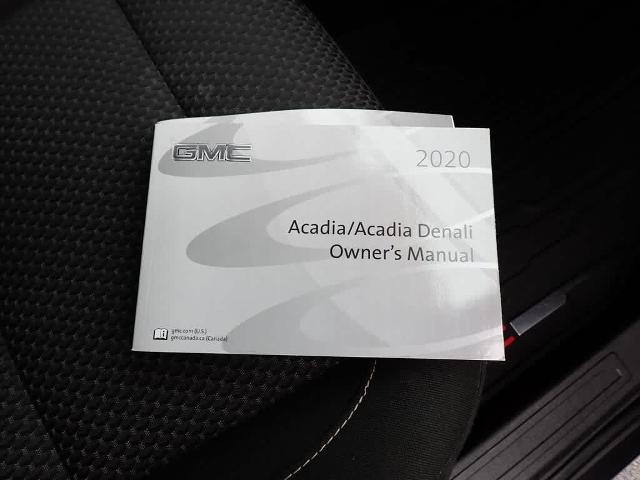 GMC
2020
Acadia/Acadia Denali
Owner's Manual
gmc.com (U.S.)
gmccanada.ca (Canada)